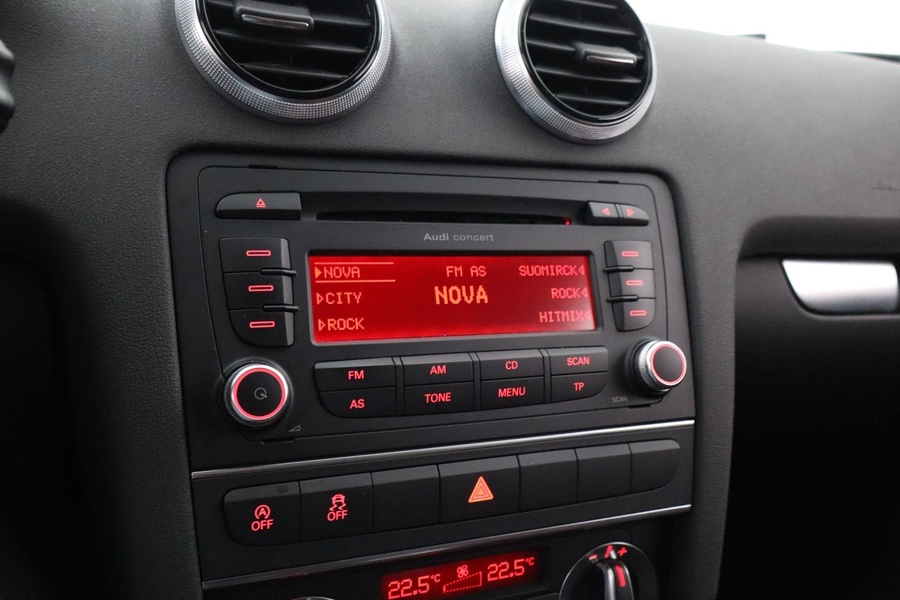 Audi concert
NOVA FM AS SUOMIRCK
CITY NOVA ROCK
ROCK HITMIX
FM AM CD SCAN
AS TONE MENU TP
SCAN
OFF OFF
22.5°C 22.5°C
- A +